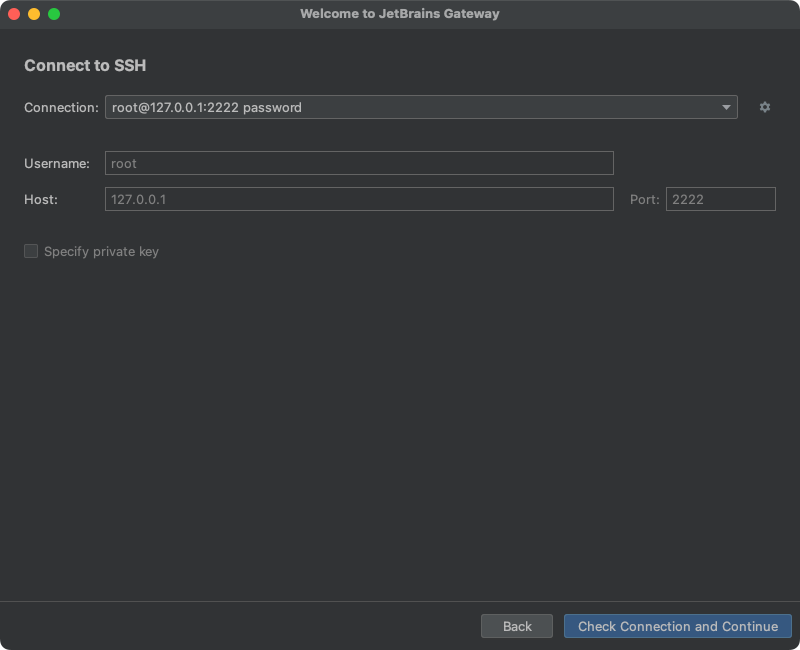 Welcome to JetBrains Gateway
Connect to SSH
Connection: root@127.0.0.1:2222 password
Username: root
Host: 127.0.0.1 Port: 2222
Specify private key
Back Check Connection and Continue